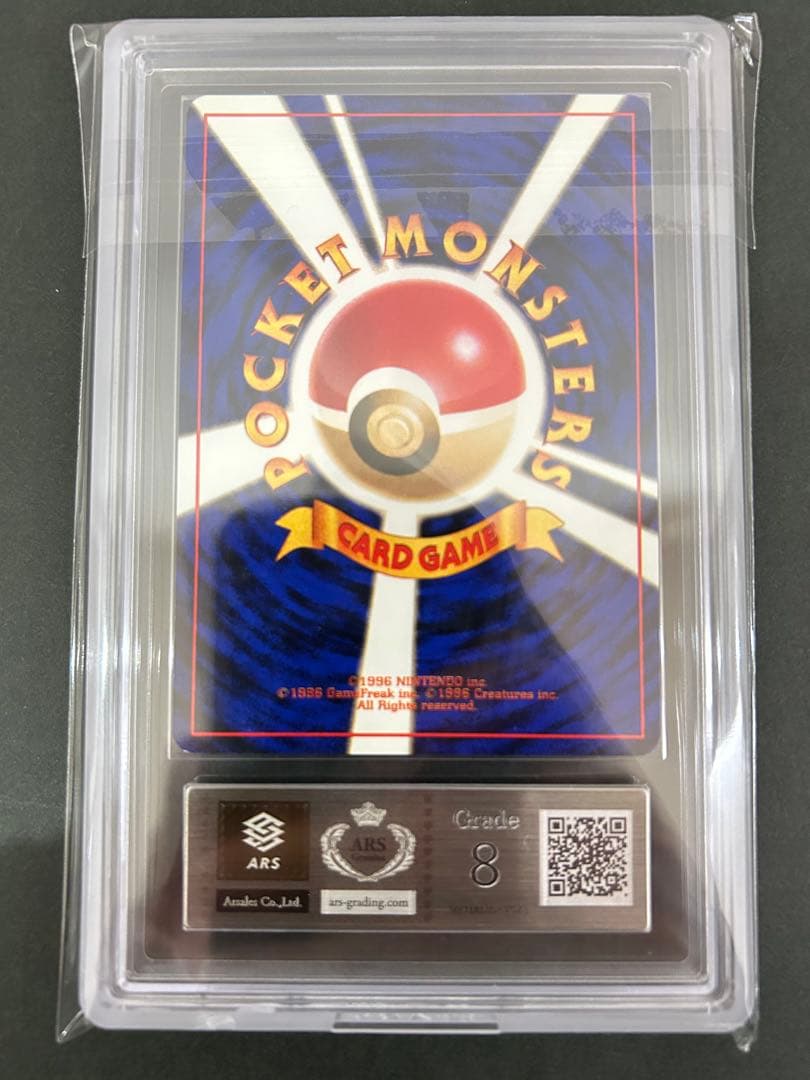 POCKET MONSTERS
CARD GAME
©1996 NINTENDO inc.
©1996 GameFreak inc. ©1996 Creatures inc.
All Rights reserved.
ARS
Arsales Co.,Ltd.
ARS
ars-grading.com
Grade
8